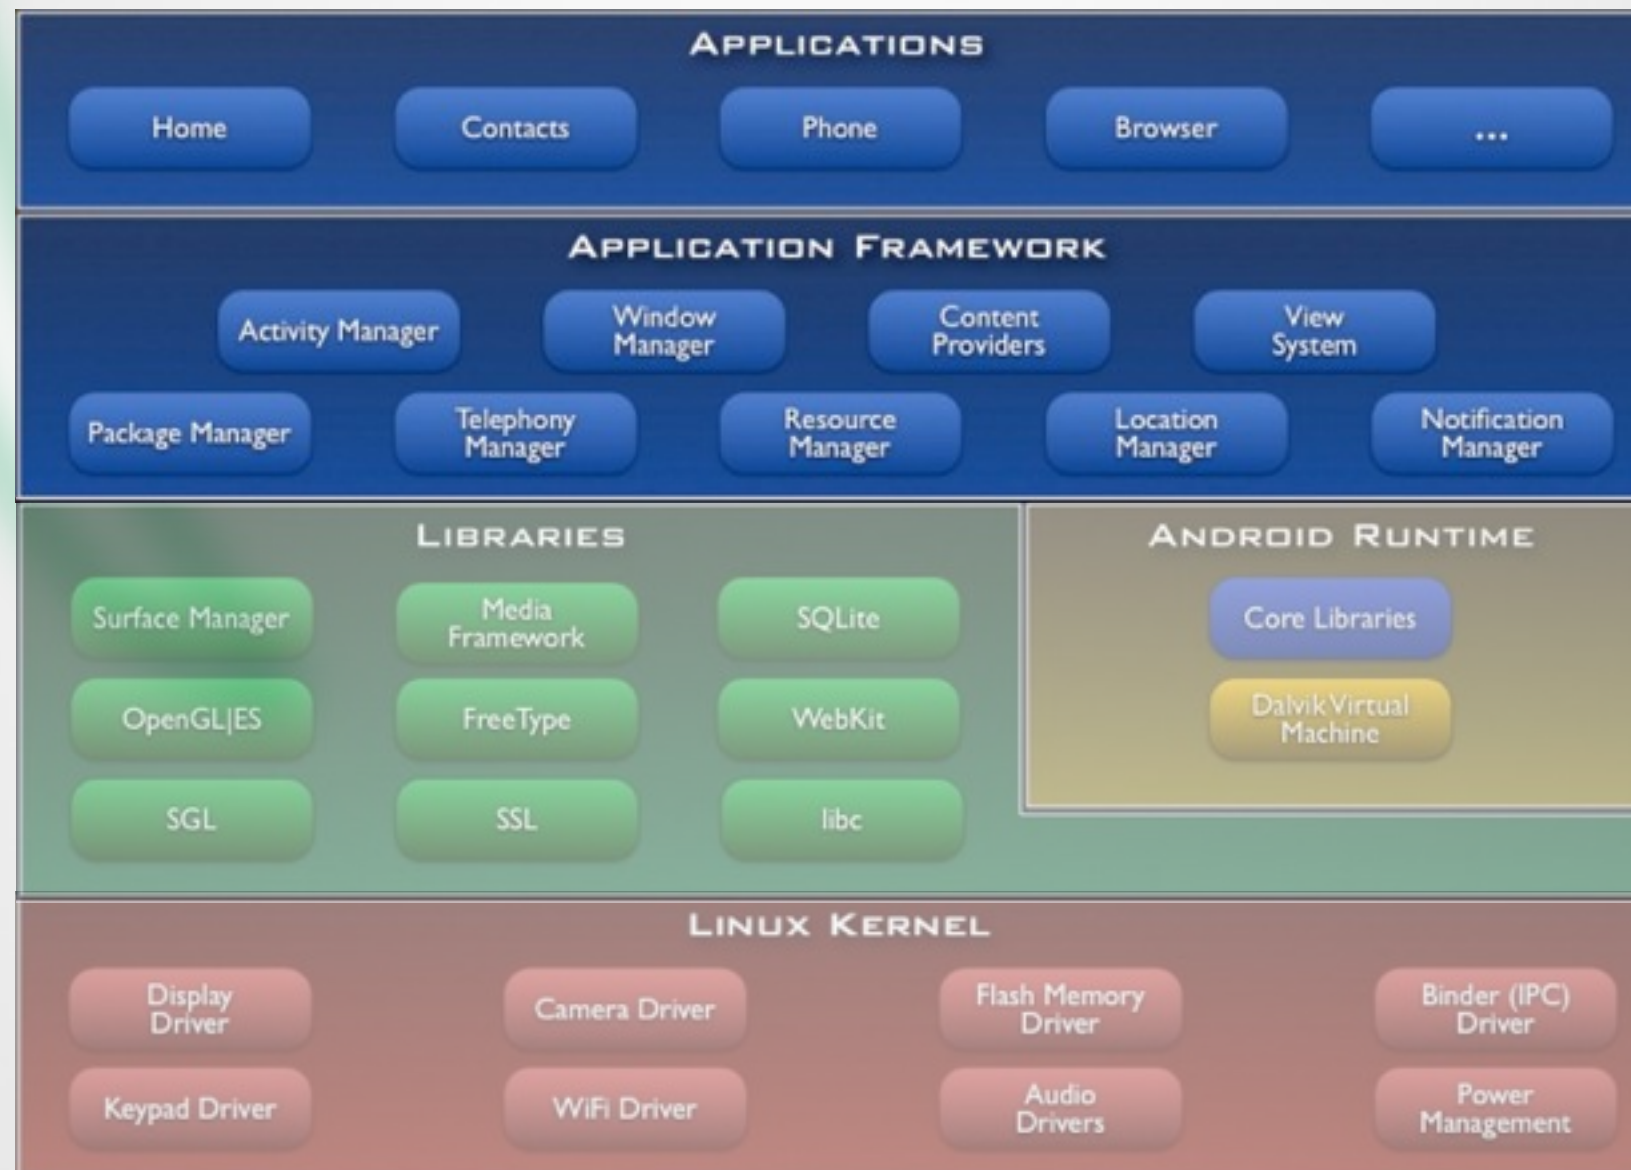 APPLICATIONS
Home
Contacts
Phone
Browser
...
APPLICATION FRAMEWORK
Activity Manager
Window
Manager
Content
Providers
View
System
Package Manager
Telephony
Manager
Resource
Manager
Location
Manager
Notification
Manager
LIBRARIES
Surface Manager
Media
Framework
SQLite
OpenGL|ES
FreeType
WebKit
SGL
SSL
libc
ANDROID RUNTIME
Core Libraries
Dalvik Virtual
Machine
LINUX KERNEL
Display
Driver
Camera Driver
Flash Memory
Driver
Binder (IPC)
Driver
Keypad Driver
WiFi Driver
Audio
Drivers
Power
Management